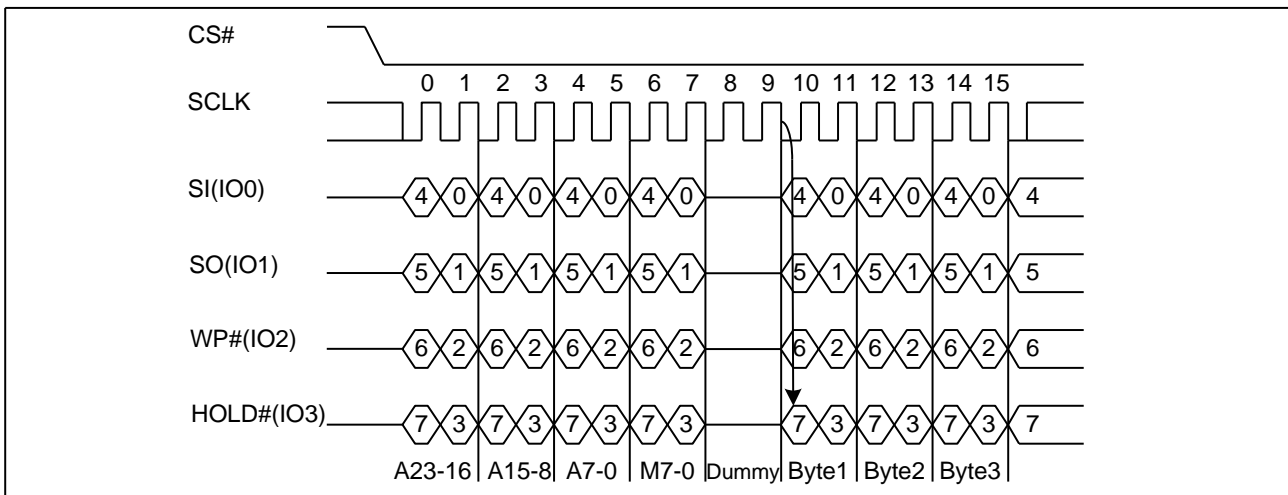 CS#
0 1 2 3 4 5 6 7 8 9 10 11 12 13 14 15
SCLK
SI(IO0) 4 0 4 0 4 0 4 0 4 0 4 0 4 0 4
SO(IO1) 5 1 5 1 5 1 5 1 5 1 5 1 5 1 5
WP#(IO2) 6 2 6 2 6 2 6 2 6 2 6 2 6 2 6
HOLD#(IO3) 7 3 7 3 7 3 7 3 7 3 7 3 7 3 7
A23-16 A15-8 A7-0 M7-0 Dummy Byte1 Byte2 Byte3